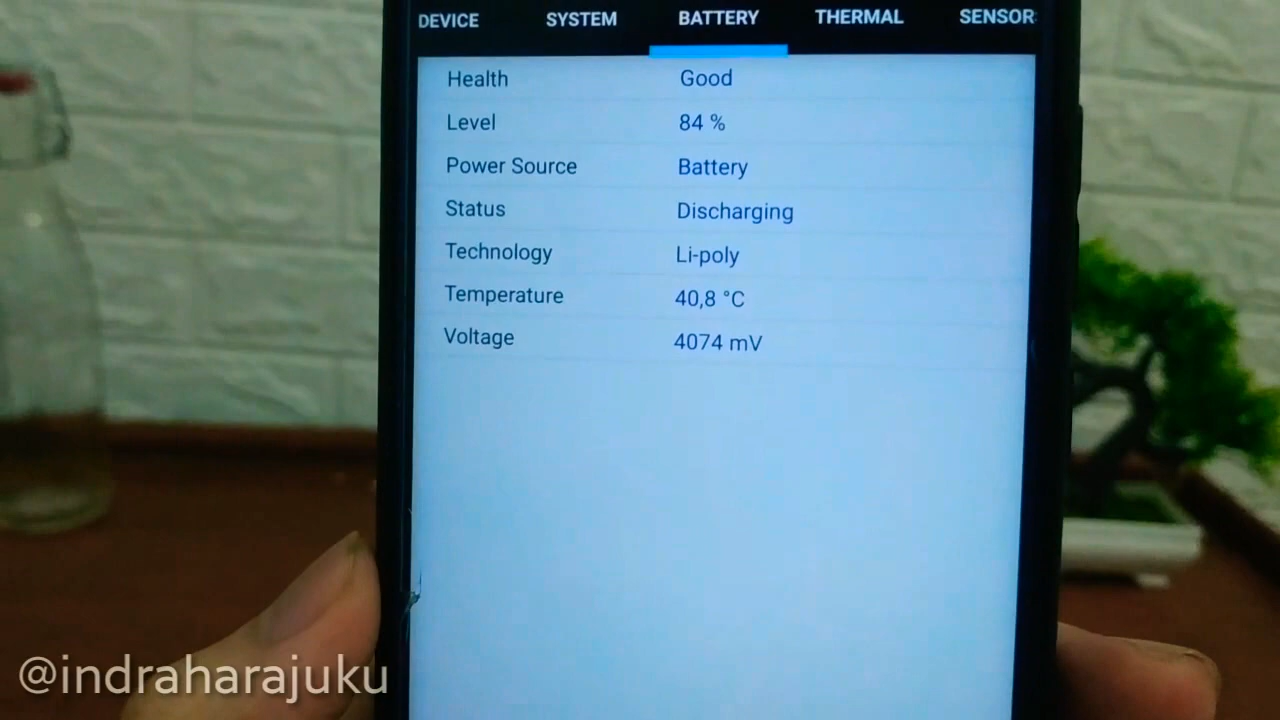 DEVICE SYSTEM BATTERY THERMAL SENSOR
Health Good
Level 84 %
Power Source Battery
Status Discharging
Technology Li-poly
Temperature 40,8 °C
Voltage 4074 mV
@indraharajuku